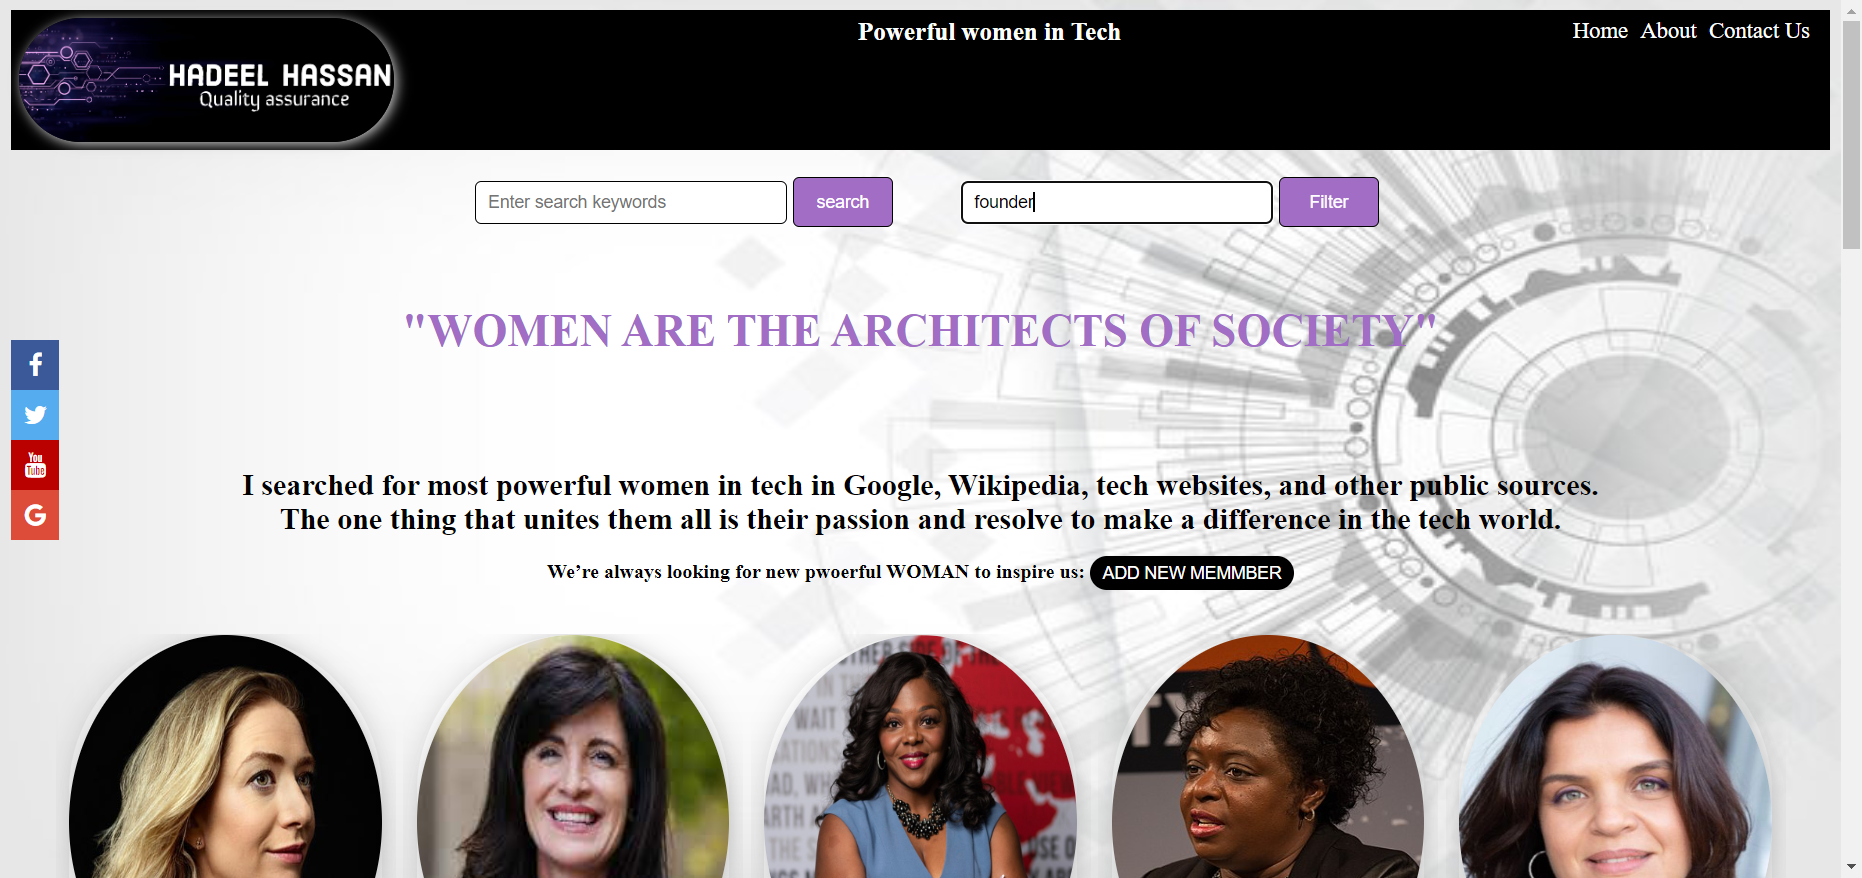 HADEEL HASSAN
Quality assurance
Powerful women in Tech
Home About Contact Us
Enter search keywords
search
founder
Filter
"WOMEN ARE THE ARCHITECTS OF SOCIETY"
You
Tube
I searched for most powerful women in tech in Google, Wikipedia, tech websites, and other public sources.
The one thing that unites them all is their passion and resolve to make a difference in the tech world.
We’re always looking for new pwoerful WOMAN to inspire us: ADD NEW MEMMBER
WAIT